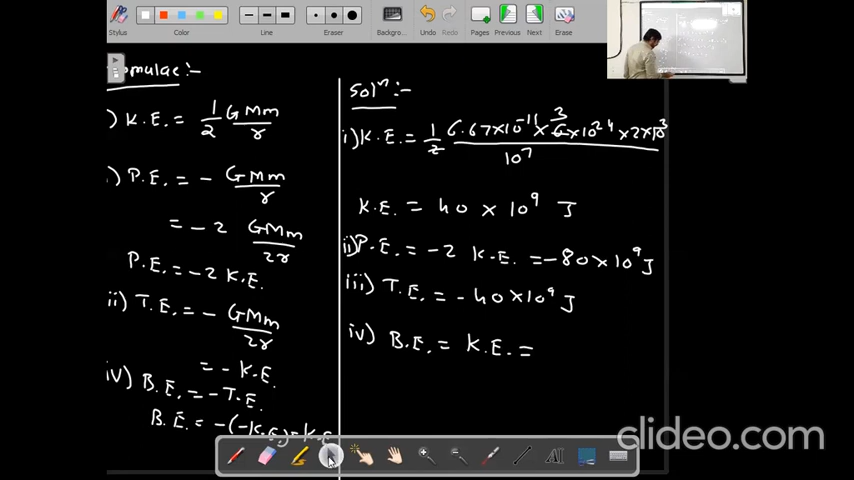 Stylus
Color
Line
Eraser
Backgro...
Undo
Redo
Pages
Previous
Next
Erase
ormulae:-
) K.E. = 1/2 GMm/r
) P.E. = - GMm/r
= -2 GMm/2r
P.E. = -2 K.E.
ii) T.E. = - GMm/2r
= - K.E.
iv) B.E. = -T.E.
B.E. = -(-K.E.) = K.E
Solⁿ:-
i) K.E. = 1/2 6.67×10⁻¹¹ × 6 3 ×10²⁴ ×2×10³/10⁷
K.E. = 40 × 10⁹ J
ii) P.E. = -2 K.E. = -80×10⁹ J
iii) T.E. = -40×10⁹ J
iv) B.E. = K.E. =
clideo.com